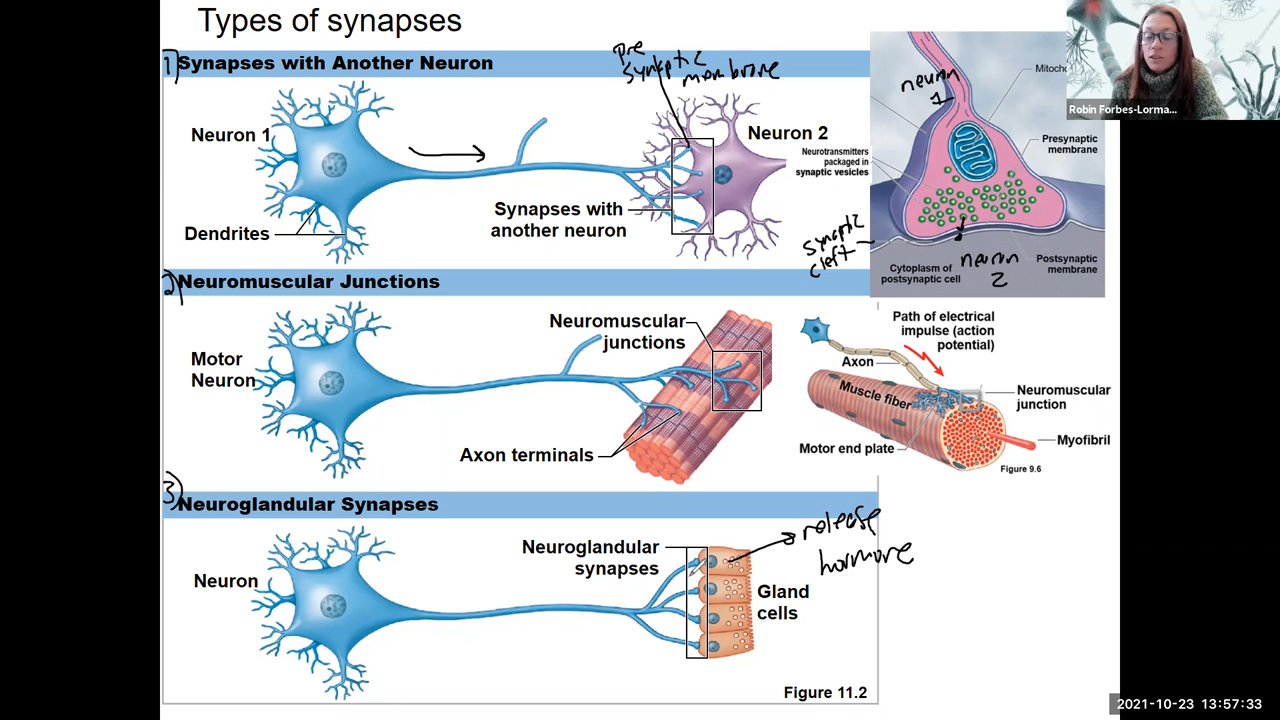 Types of synapses
1) Synapses with Another Neuron
Pre
synaptic
membrane
Neuron 1
Neuron 2
Dendrites
Synapses with
another neuron
neuron
1
Mitoch
Presynaptic
membrane
Neurotransmitters
packaged in
synaptic vesicles
synaptic
cleft
neuron
2
Cytoplasm of
postsynaptic cell
Postsynaptic
membrane
Robin Forbes-Lorma...
2) Neuromuscular Junctions
Neuromuscular
junctions
Motor
Neuron
Axon terminals
Path of electrical
impulse (action
potential)
Axon
Muscle fiber
Neuromuscular
junction
Motor end plate
Myofibril
Figure 9.6
3) Neuroglandular Synapses
Neuroglandular
synapses
Neuron
Gland
cells
release
hormore
Figure 11.2
2021-10-23 13:57:33